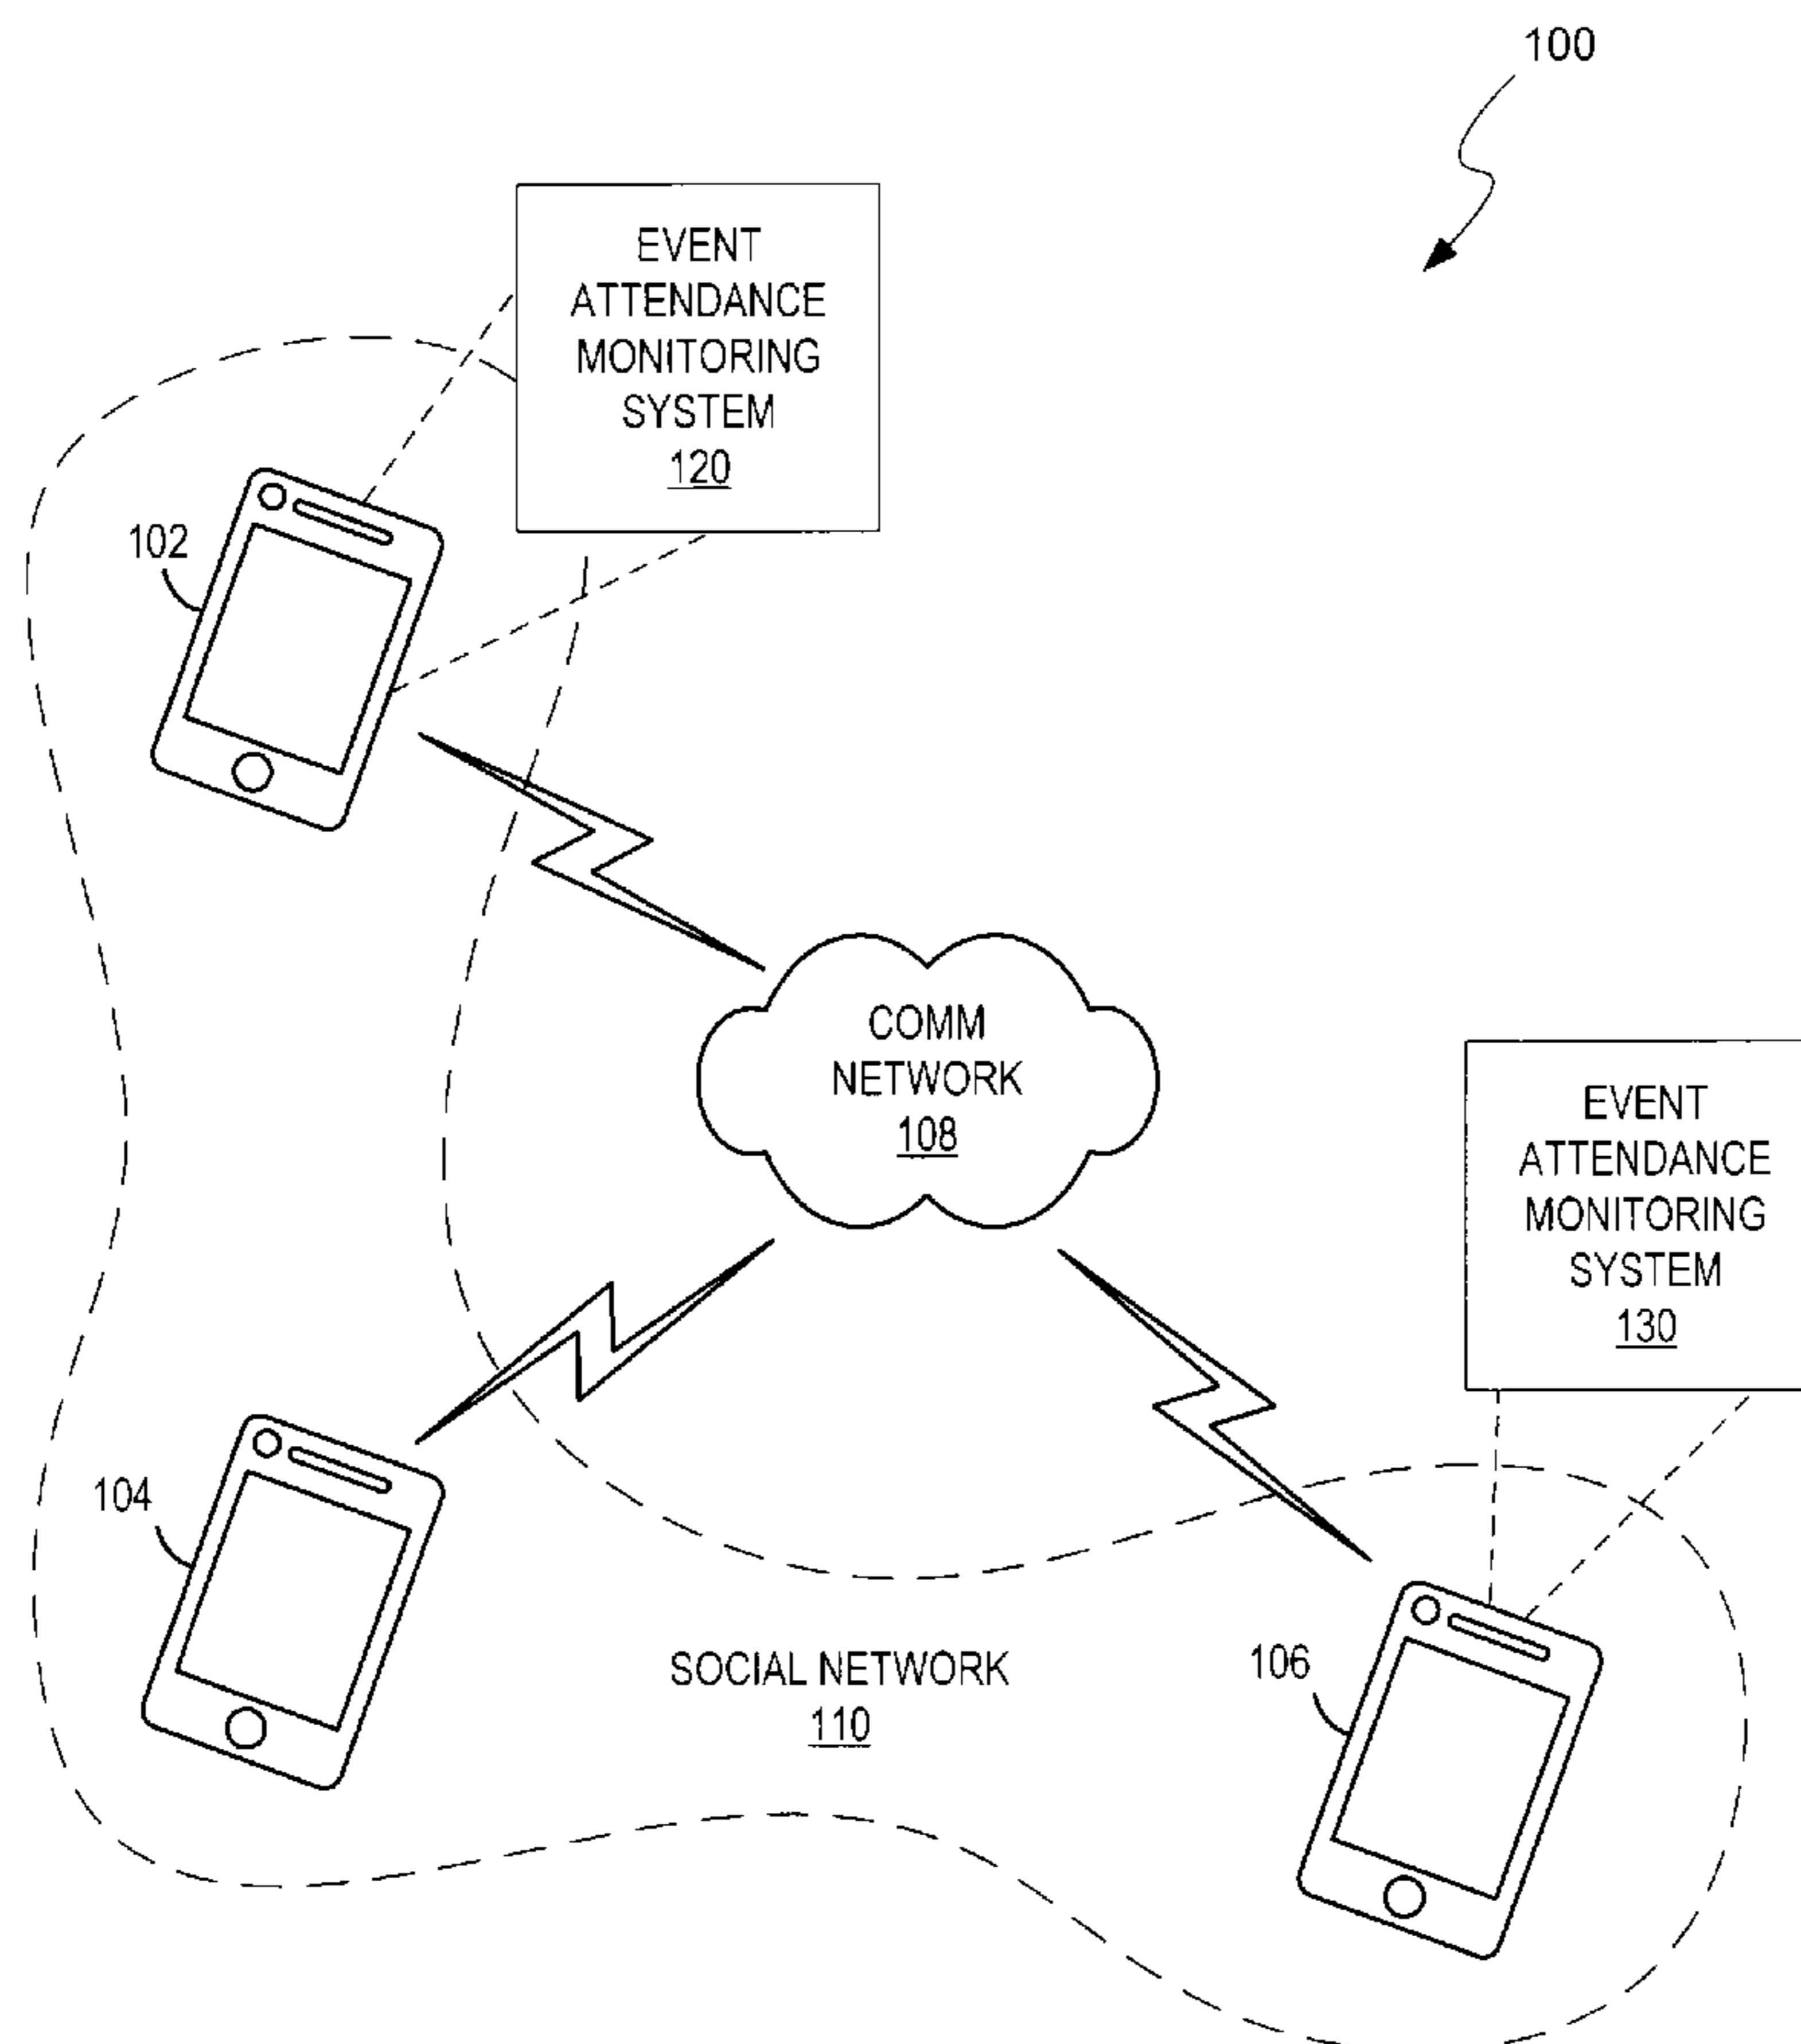 100
EVENT
ATTENDANCE
MONITORING
SYSTEM
120
102
COMM
NETWORK
108
EVENT
ATTENDANCE
MONITORING
SYSTEM
130
104
SOCIAL NETWORK
110
106